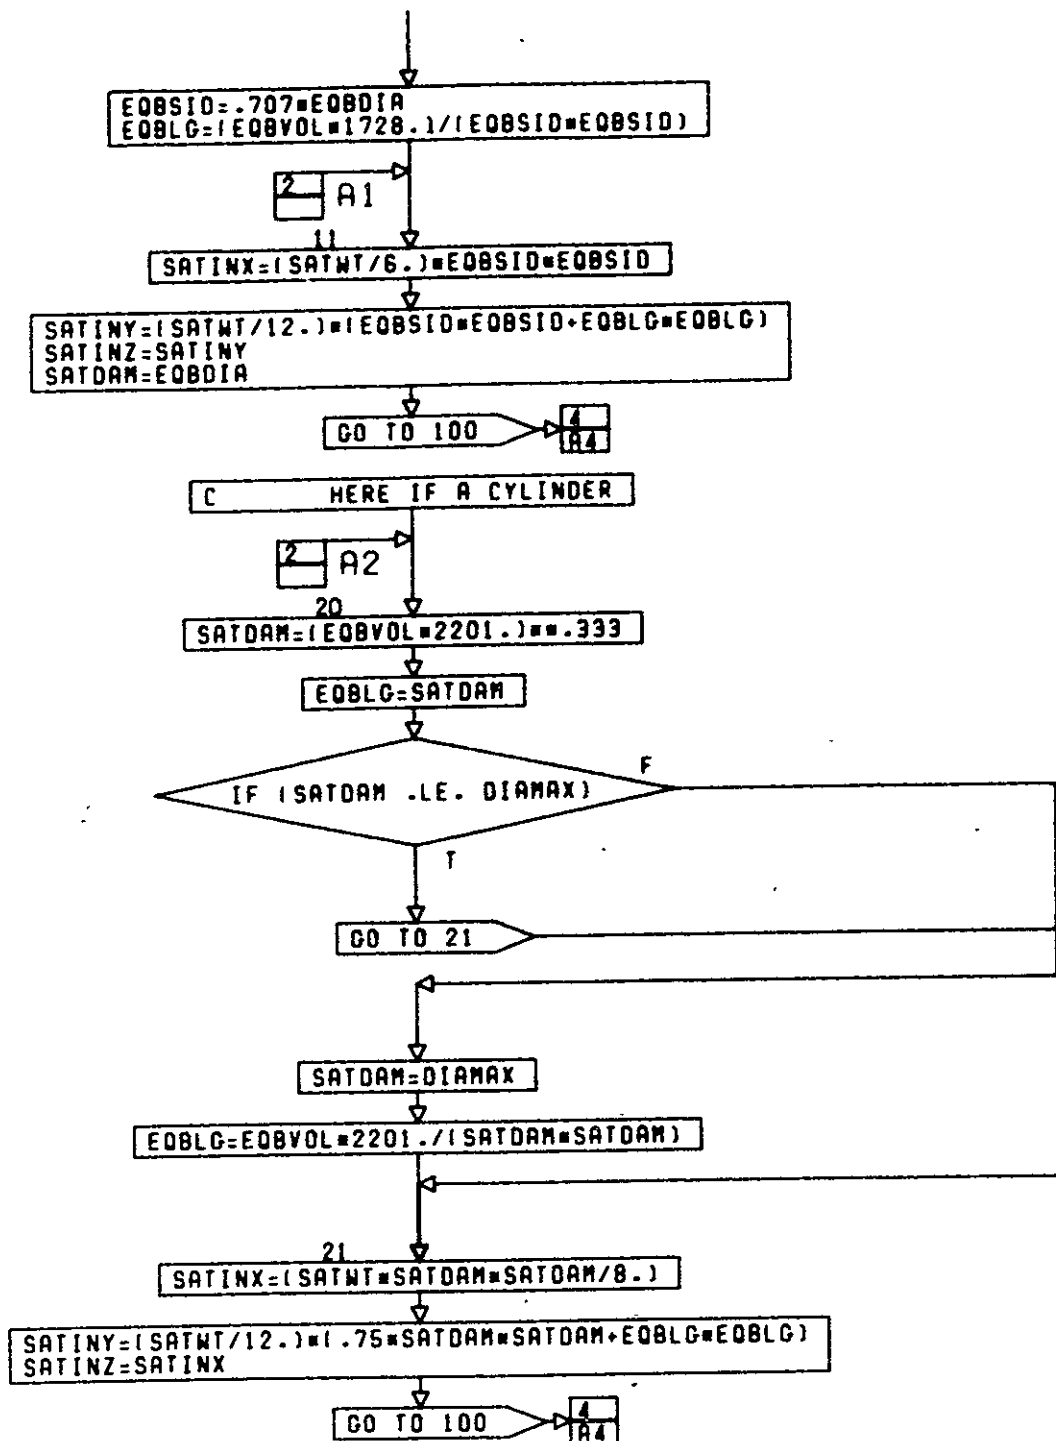 EQBSID=.707*EQBDIA
EQBLG=(EQBVOL*1728.)/(EQBSID*EQBSID)
2
A1
11
SATINX=(SATWT/6.)*EQBSID*EQBSID
SATINY=(SATWT/12.)*(EQBSID*EQBSID+EQBLG*EQBLG)
SATINZ=SATINY
SATDAM=EQBDIA
GO TO 100
4
A4
C HERE IF A CYLINDER
2
A2
20
SATDAM=(EQBVOL*2201.)**.333
EQBLG=SATDAM
IF (SATDAM .LE. DIAMAX)
F
T
GO TO 21
SATDAM=DIAMAX
EQBLG=EQBVOL*2201./(SATDAM*SATDAM)
21
SATINX=(SATWT*SATDAM*SATDAM/8.)
SATINY=(SATWT/12.)*(.75*SATDAM*SATDAM+EQBLG*EQBLG)
SATINZ=SATINX
GO TO 100
4
A4